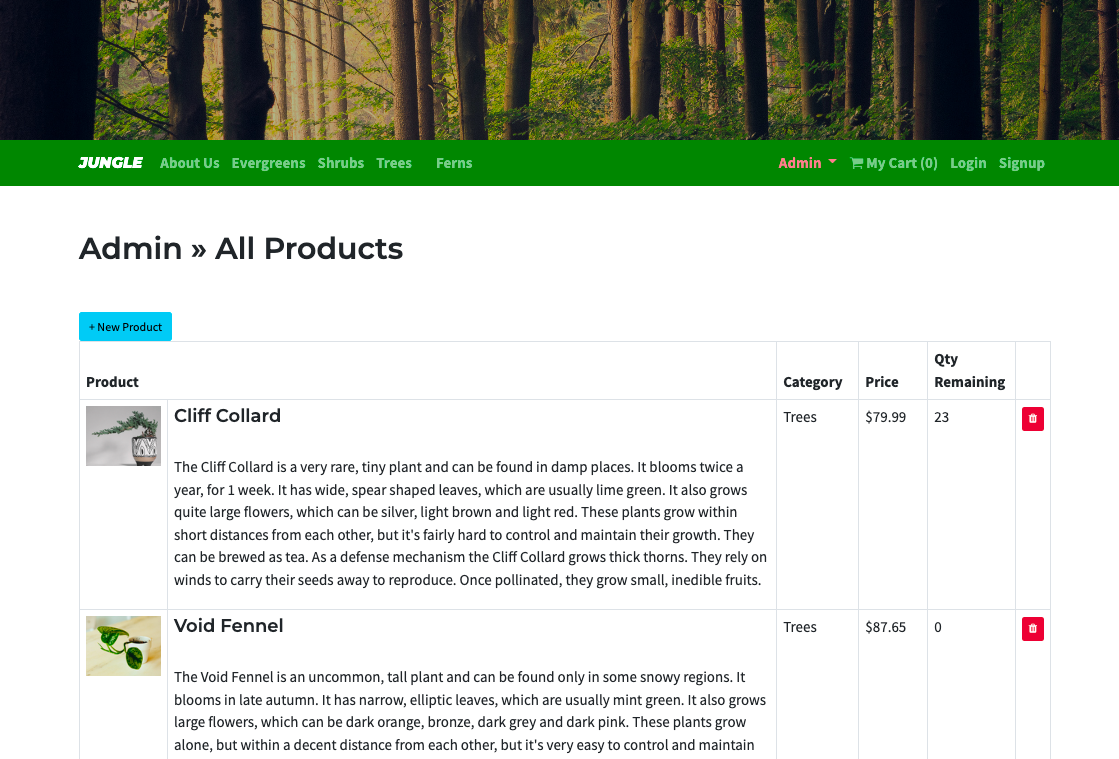 JUNGLE About Us Evergreens Shrubs Trees Ferns Admin My Cart (0) Login Signup
Admin » All Products
+ New Product
Product Category Price Qty Remaining
Cliff Collard Trees $79.99 23
The Cliff Collard is a very rare, tiny plant and can be found in damp places. It blooms twice a
year, for 1 week. It has wide, spear shaped leaves, which are usually lime green. It also grows
quite large flowers, which can be silver, light brown and light red. These plants grow within
short distances from each other, but it's fairly hard to control and maintain their growth. They
can be brewed as tea. As a defense mechanism the Cliff Collard grows thick thorns. They rely on
winds to carry their seeds away to reproduce. Once pollinated, they grow small, inedible fruits.
Void Fennel Trees $87.65 0
The Void Fennel is an uncommon, tall plant and can be found only in some snowy regions. It
blooms in late autumn. It has narrow, elliptic leaves, which are usually mint green. It also grows
large flowers, which can be dark orange, bronze, dark grey and dark pink. These plants grow
alone, but within a decent distance from each other, but it's very easy to control and maintain